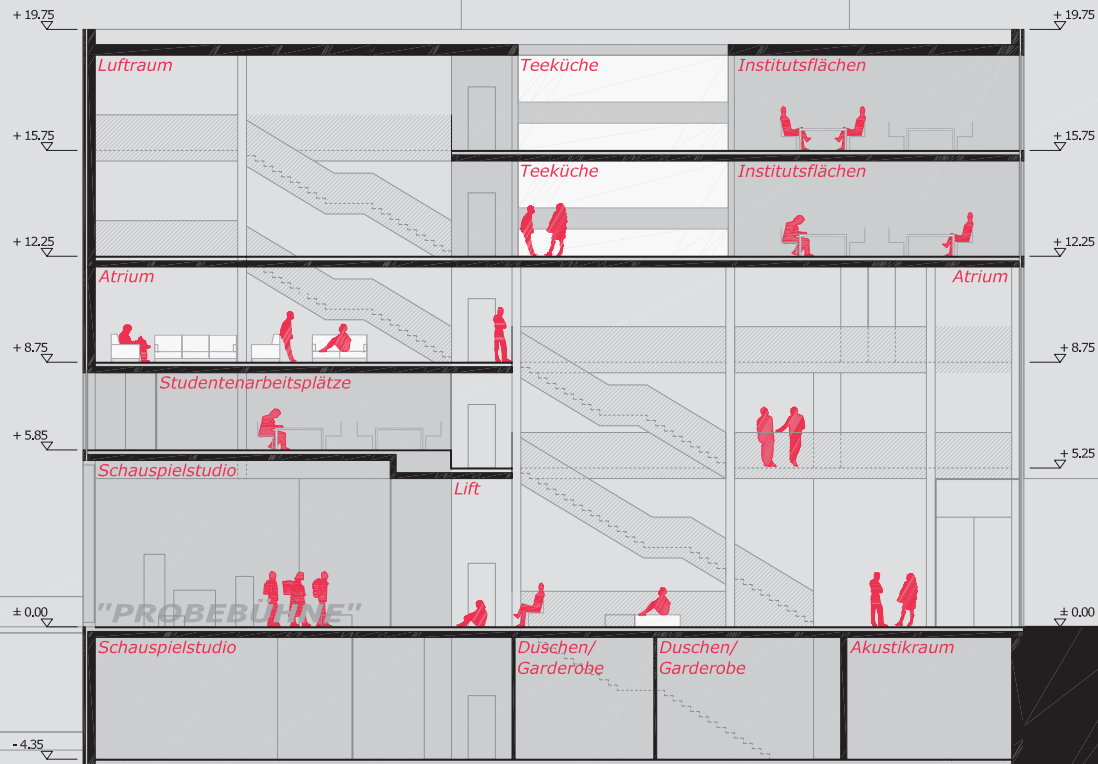 + 19.75
+ 19.75
Luftraum
Teeküche
Institutsflächen
+ 15.75
+ 15.75
Teeküche
Institutsflächen
+ 12.25
+ 12.25
Atrium
Atrium
+ 8.75
+ 8.75
Studentenarbeitsplätze
+ 5.85
+ 5.25
Schauspielstudio
Lift
± 0.00
"PROBEBÜHNE"
± 0.00
Schauspielstudio
Duschen/
Garderobe
Duschen/
Garderobe
Akustikraum
- 4.35